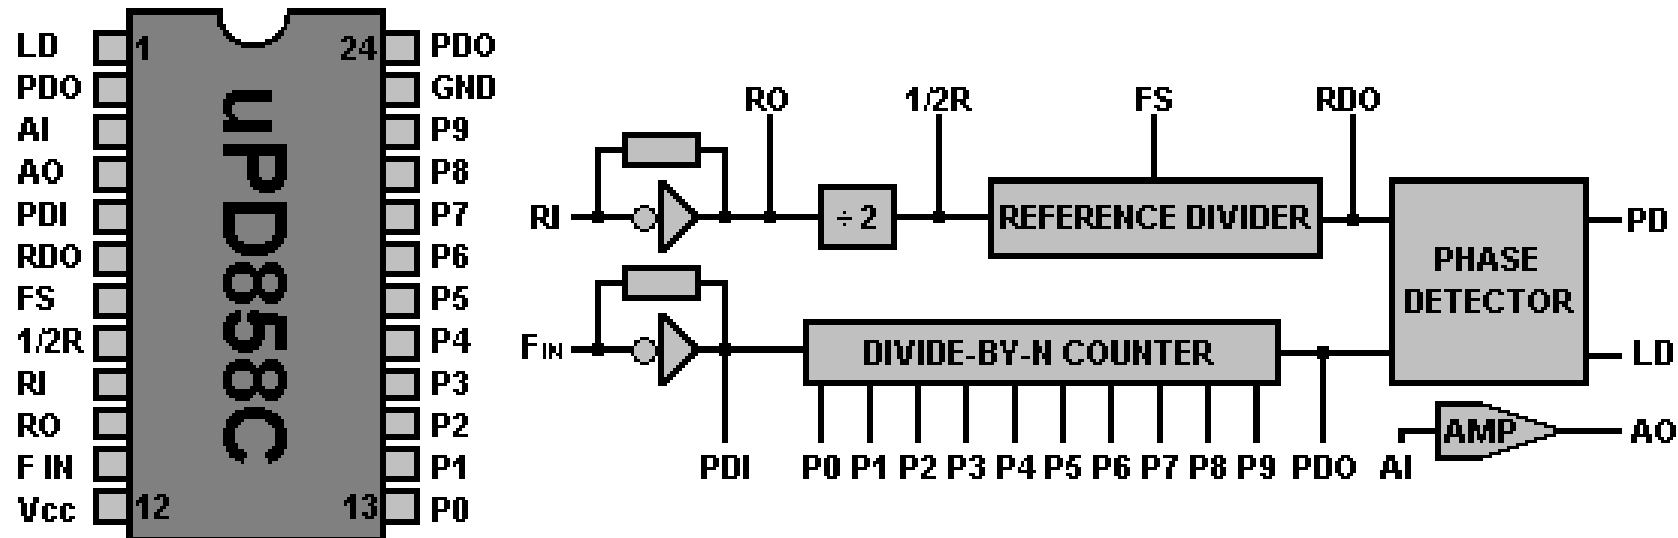 LD
PDO
AI
AO
PDI
RDO
FS
1/2R
RI
RO
F IN
Vcc
1
24
uPD858C
12
13
PDO
GND
P9
P8
P7
P6
P5
P4
P3
P2
P1
P0
RO 1/2R FS RDO
RI ÷ 2 REFERENCE DIVIDER PD
PHASE
DETECTOR
FIN DIVIDE-BY-N COUNTER LD
AMP AO
PDI P0 P1 P2 P3 P4 P5 P6 P7 P8 P9 PDO AI